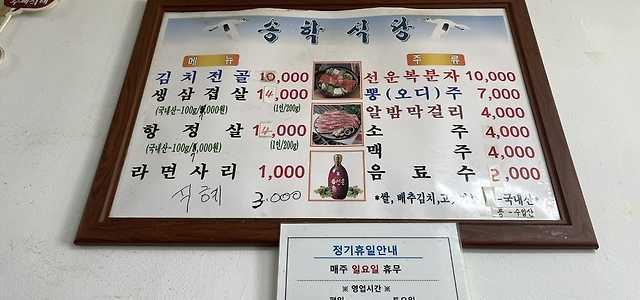 송학식당
메뉴
김치전골 10,000
생삼겹살 14,000
(국내산-100g/7,000원) (1인/200g)
항정살 14,000
(국내산-100g/7,000원) (1인/200g)
라면사리 1,000
식혜 3.000
주류
선운복분자 10,000
뽕(오디)주 7,000
알밤막걸리 4,000
소주 4,000
맥주 4,000
음료수 2,000
*쌀, 배추김치, 고 -국내산
-수입산
정기휴일안내
매주 일요일 휴무
※ 영업시간 ※
평일 토요일